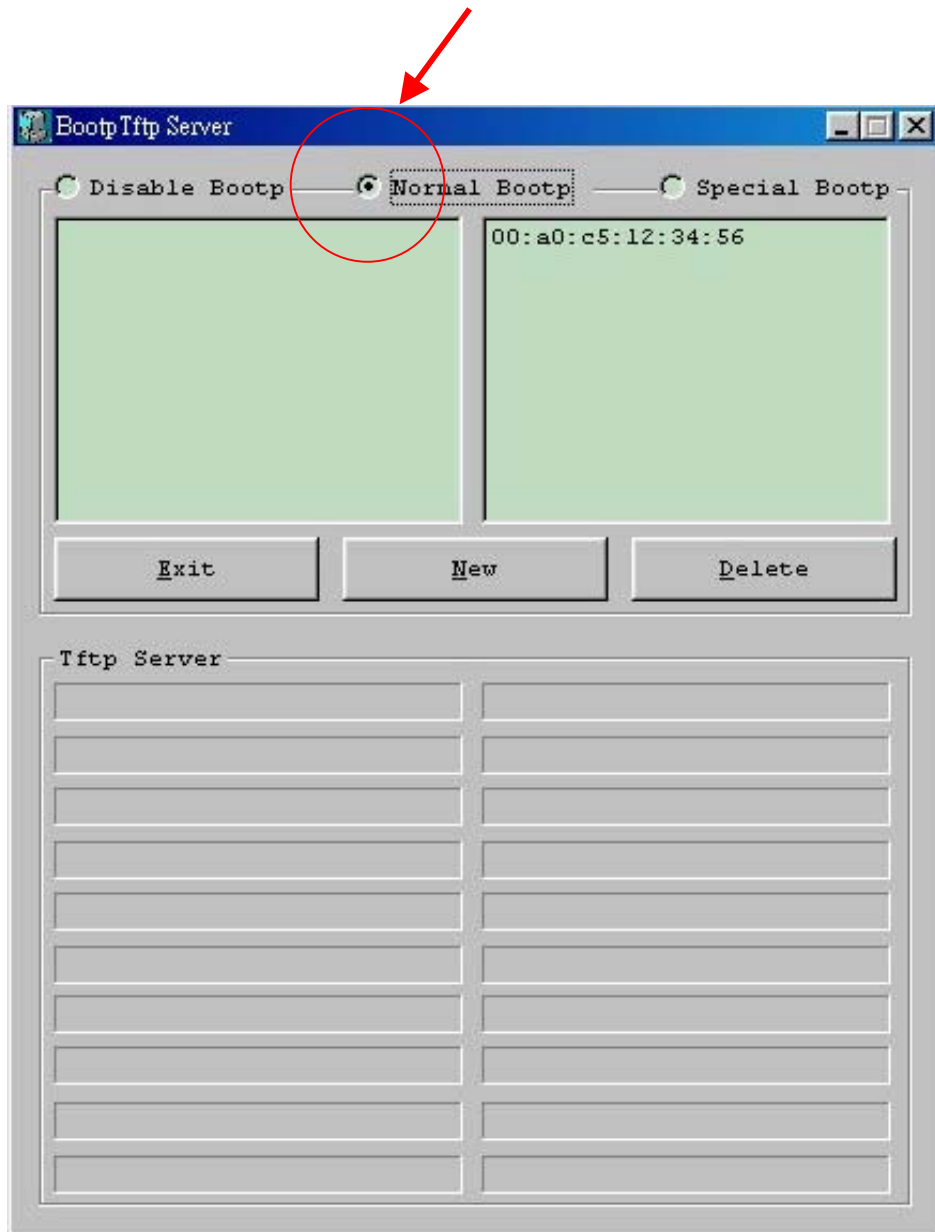 BootpTftp Server
Disable Bootp Normal Bootp Special Bootp
00:a0:c5:12:34:56
Exit New Delete
Tftp Server